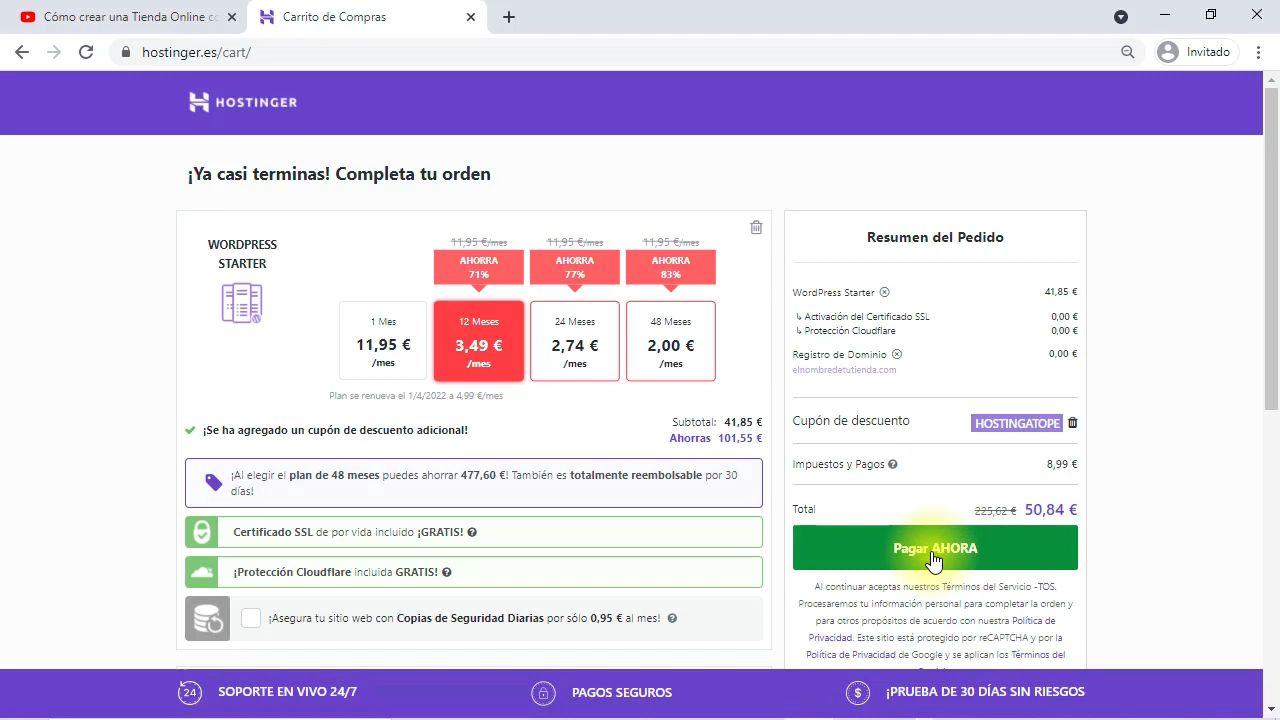 Cómo crear una Tienda Online co
Carrito de Compras
hostinger.es/cart/
Invitado
HOSTINGER
¡Ya casi terminas! Completa tu orden
WORDPRESS
STARTER
11,95 €/mes
11,95 €/mes
11,95 €/mes
AHORRA
71%
AHORRA
77%
AHORRA
83%
1 Mes
11,95 €
/mes
12 Meses
3,49 €
/mes
24 Meses
2,74 €
/mes
48 Meses
2,00 €
/mes
Plan se renueva el 1/4/2022 a 4,99 €/mes
¡Se ha agregado un cupón de descuento adicional!
Subtotal: 41,85 €
Ahorras 101,55 €
¡Al elegir el plan de 48 meses puedes ahorrar 477,60 €! También es totalmente reembolsable por 30
días!
Certificado SSL de por vida incluido ¡GRATIS!
¡Protección Cloudflare incluida GRATIS!
¡Asegura tu sitio web con Copias de Seguridad Diarias por sólo 0,95 € al mes!
Resumen del Pedido
WordPress Starter 41,85 €
↳ Activación del Certificado SSL 0,00 €
↳ Protección Cloudflare 0,00 €
Registro de Dominio 0,00 €
elnombredetutienda.com
Cupón de descuento HOSTINGATOPE
Impuestos y Pagos 8,99 €
Total 225,62 € 50,84 €
Pagar AHORA
Al continuar aceptas nuestros Términos del Servicio -TOS.
Procesaremos tu información personal para completar la orden y
para otros propósitos de acuerdo con nuestra Política de
Privacidad. Este sitio está protegido por reCAPTCHA y por la
Política de Privacidad de Google y se aplican los Términos del
24 SOPORTE EN VIVO 24/7
PAGOS SEGUROS
$ ¡PRUEBA DE 30 DÍAS SIN RIESGOS